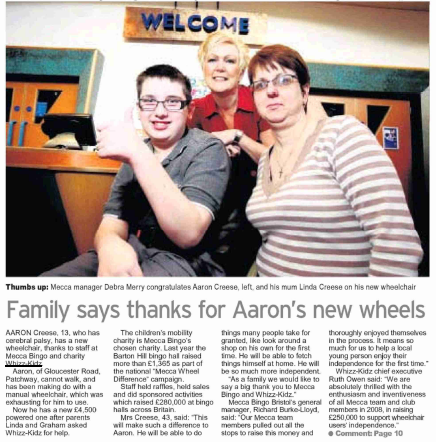 WELCOME
Thumbs up: Mecca manager Debra Merry congratulates Aaron Creese, left, and his mum Linda Creese on his new wheelchair
Family says thanks for Aaron's new wheels
AARON Creese, 13, who has
cerebral palsy, has a new
wheelchair, thanks to staff at
Mecca Bingo and charity
Whizz-Kidz.
Aaron, of Gloucester Road,
Patchway, cannot walk, and
has been making do with a
manual wheelchair, which was
exhausting for him to use.
Now he has a new £4,500
powered one after parents
Linda and Graham asked
Whizz-Kidz for help.
The children's mobility
charity is Mecca Bingo's
chosen charity. Last year the
Barton Hill bingo hall raised
more than £1,365 as part of
the national "Mecca Wheel
Difference" campaign.
Staff held raffles, held sales
and did sponsored activities
which raised £280,000 at bingo
halls across Britain.
Mrs Creese, 43, said: "This
will make such a difference to
Aaron. He will be able to do
things many people take for
granted, like look around a
shop on his own for the first
time. He will be able to fetch
things himself at home. He will
be so much more independent.
"As a family we would like to
say a big thank you to Mecca
Bingo and Whizz-Kidz."
Mecca Bingo Bristol's general
manager, Richard Burke-Lloyd,
said: "Our Mecca team
members pulled out all the
stops to raise this money and
thoroughly enjoyed themselves
in the process. It means so
much for us to help a local
young person enjoy their
independence for the first time."
Whizz-Kidz chief executive
Ruth Owen said: "We are
absolutely thrilled with the
enthusiasm and inventiveness
of all Mecca team and club
members in 2009, in raising
£250,000 to support wheelchair
users' independence."
● Comment: Page 10